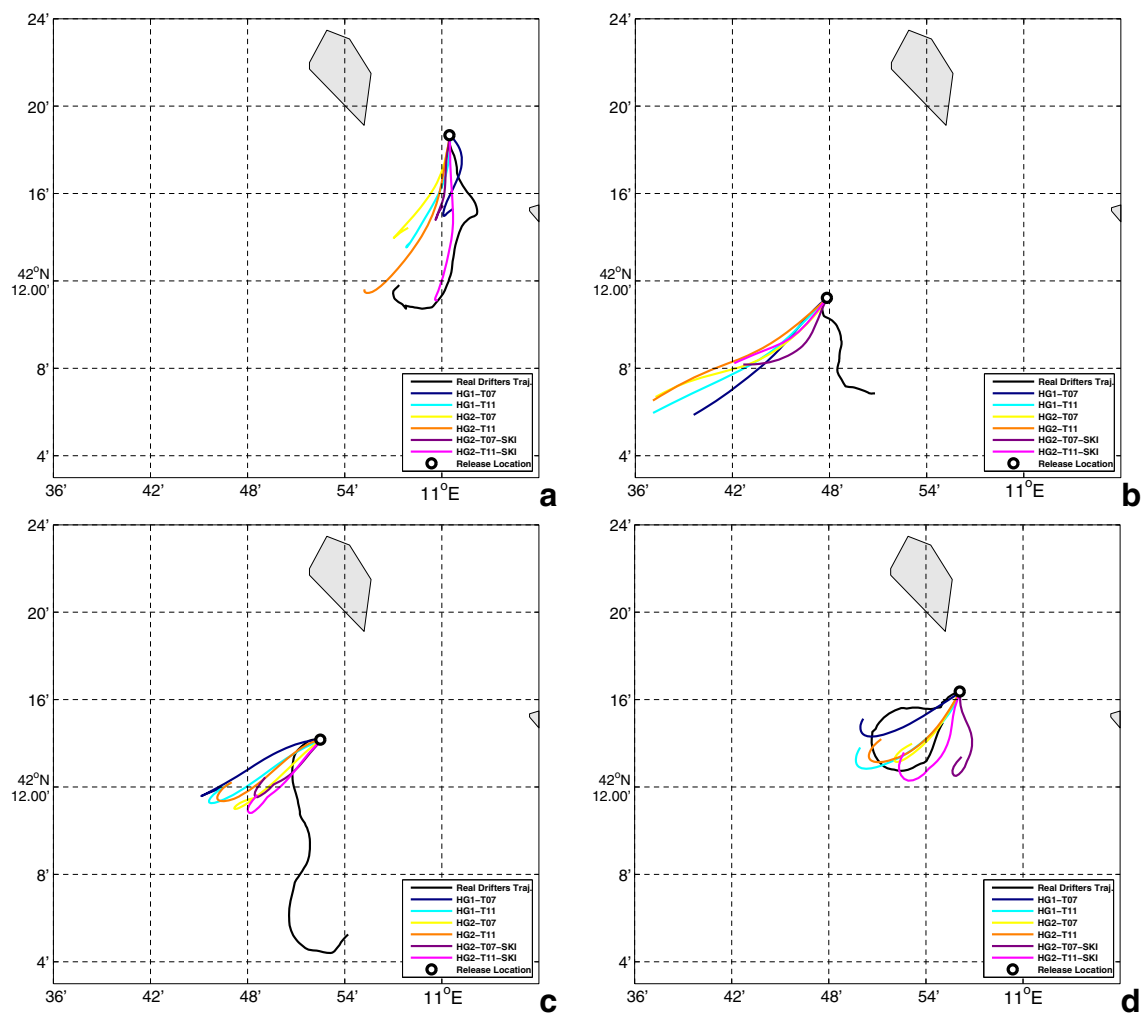 24'
20'
16'
42°N
12.00'
8'
4'
36'
42'
48'
54'
11°E
Real Drifters Traj.
HG1-T07
HG1-T11
HG2-T07
HG2-T11
HG2-T07-SKI
HG2-T11-SKI
Release Location
a
24'
20'
16'
42°N
12.00'
8'
4'
36'
42'
48'
54'
11°E
Real Drifters Traj.
HG1-T07
HG1-T11
HG2-T07
HG2-T11
HG2-T07-SKI
HG2-T11-SKI
Release Location
b
24'
20'
16'
42°N
12.00'
8'
4'
36'
42'
48'
54'
11°E
Real Drifters Traj.
HG1-T07
HG1-T11
HG2-T07
HG2-T11
HG2-T07-SKI
HG2-T11-SKI
Release Location
c
24'
20'
16'
42°N
12.00'
8'
4'
36'
42'
48'
54'
11°E
Real Drifters Traj.
HG1-T07
HG1-T11
HG2-T07
HG2-T11
HG2-T07-SKI
HG2-T11-SKI
Release Location
d